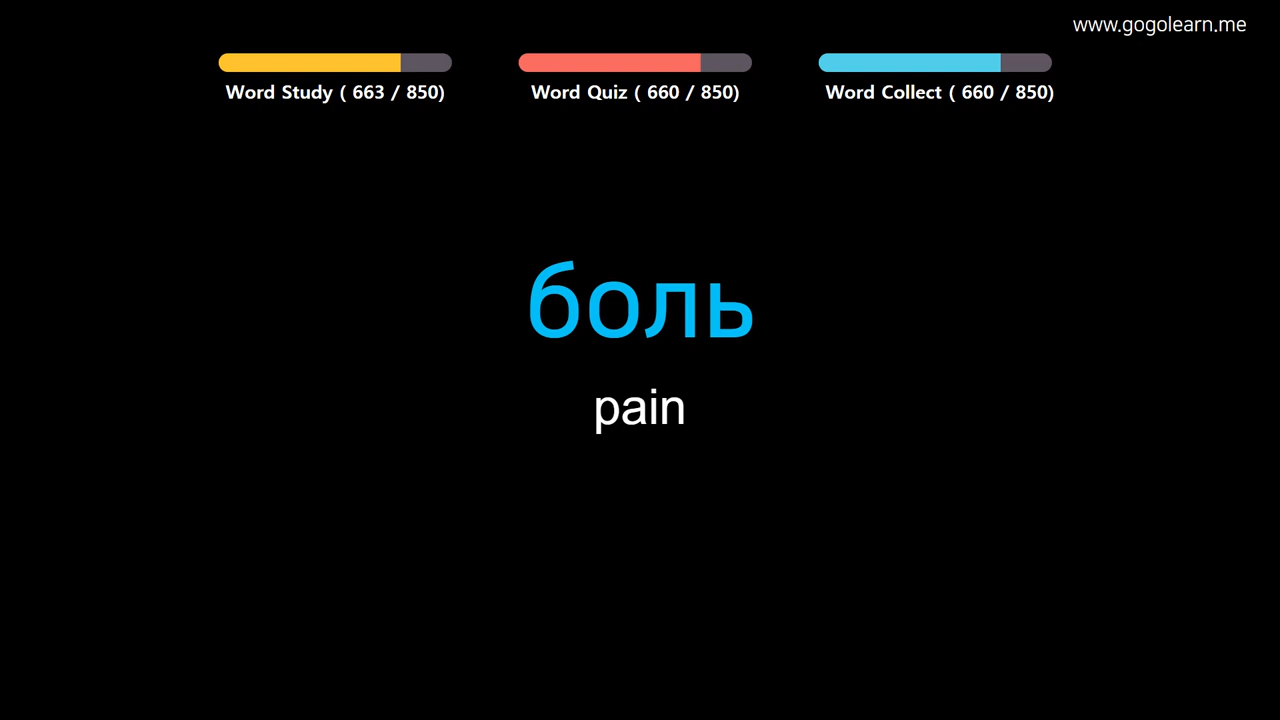 www.gogolearn.me
Word Study ( 663 / 850)
Word Quiz ( 660 / 850)
Word Collect ( 660 / 850)
боль
pain